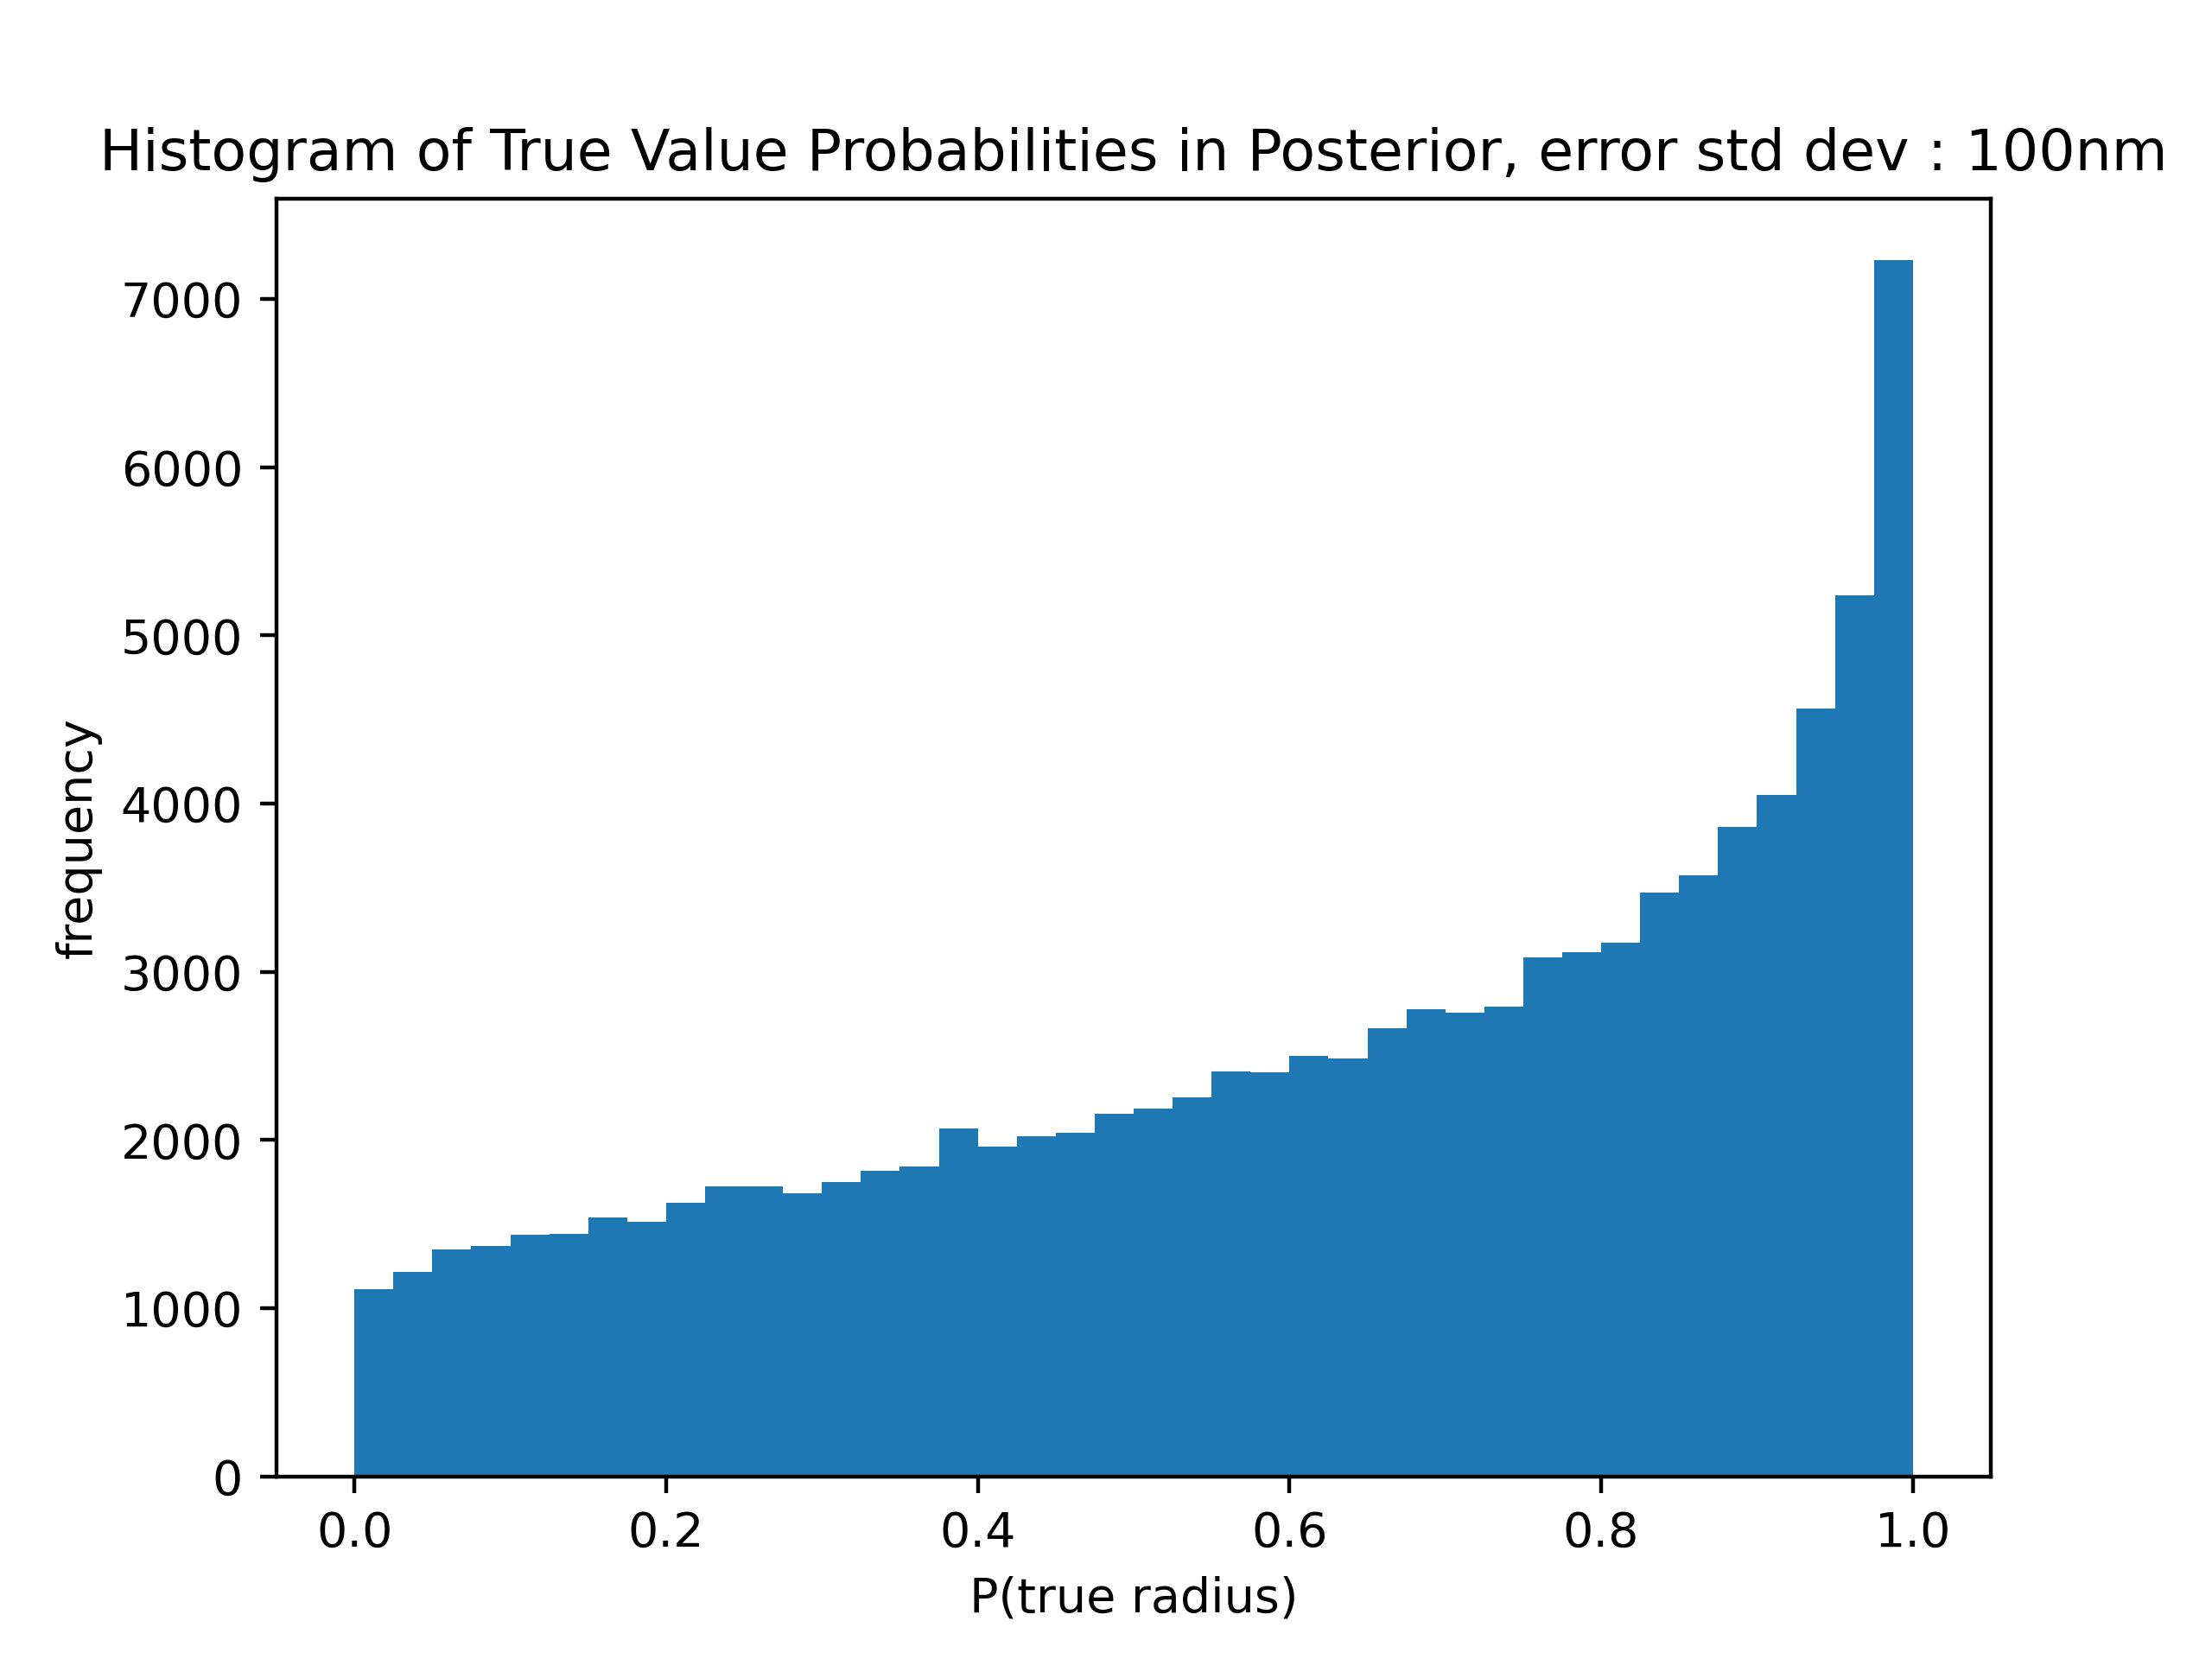 Histogram of True Value Probabilities in Posterior, error std dev : 100nm
7000
6000
5000
4000
3000
2000
1000
0
frequency
0.0 0.2 0.4 0.6 0.8 1.0
P(true radius)